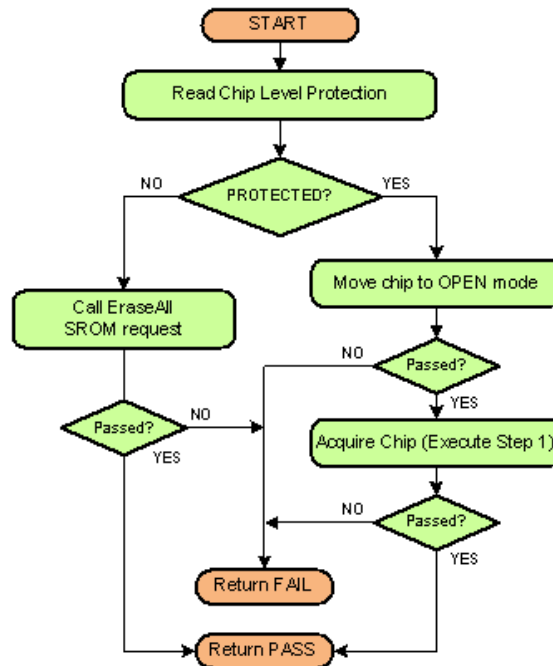 START
Read Chip Level Protection
NO
PROTECTED?
YES
Call EraseAll
SROM request
Move chip to OPEN mode
NO
Passed?
YES
Passed?
NO
YES
Acquire Chip (Execute Step 1)
NO
Passed?
YES
Return FAIL
Return PASS